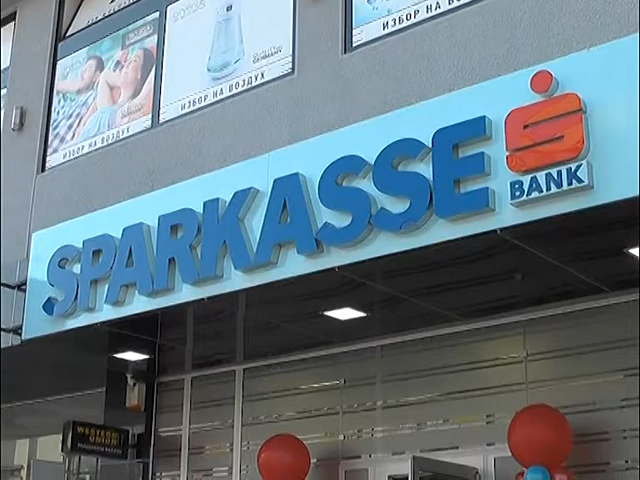 ИЗБОР НА ВОЗДУХ
ИЗБОР НА ВОЗДУХ
ИЗБОР НА ВОЗДУХ
SPARKASSE
BANK
WESTERN
UNION